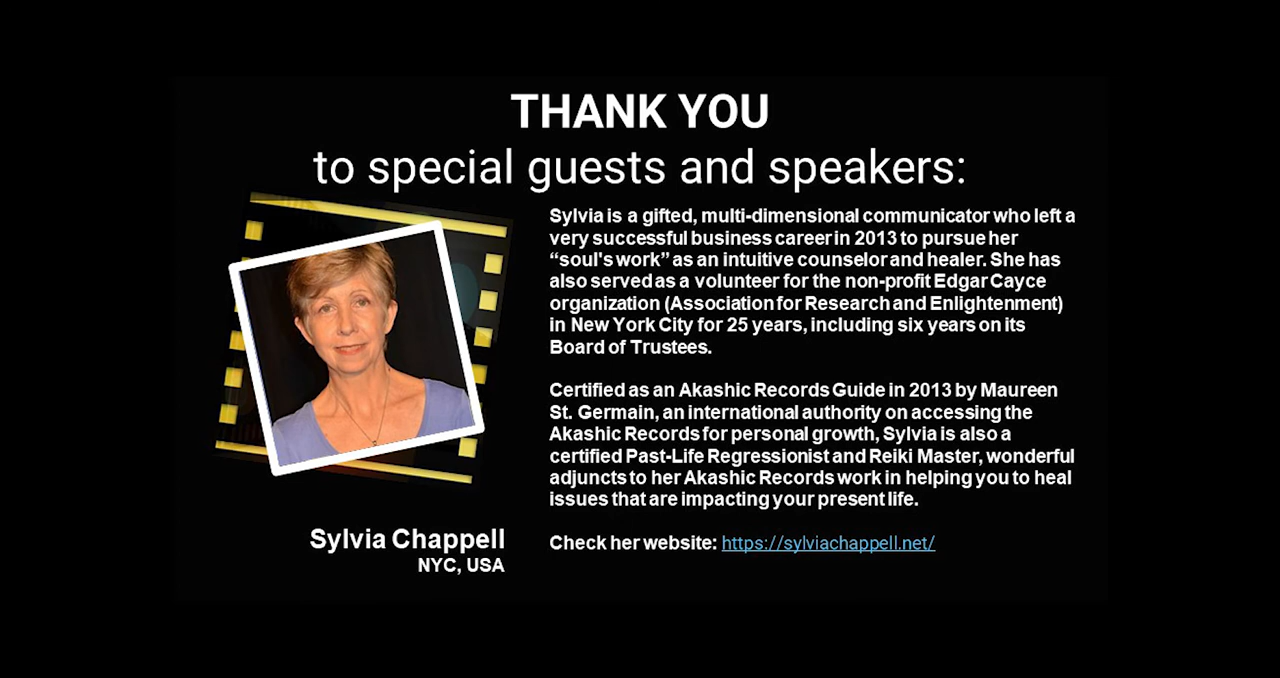 THANK YOU
to special guests and speakers:
Sylvia is a gifted, multi-dimensional communicator who left a
very successful business career in 2013 to pursue her
“soul's work” as an intuitive counselor and healer. She has
also served as a volunteer for the non-profit Edgar Cayce
organization (Association for Research and Enlightenment)
in New York City for 25 years, including six years on its
Board of Trustees.
Certified as an Akashic Records Guide in 2013 by Maureen
St. Germain, an international authority on accessing the
Akashic Records for personal growth, Sylvia is also a
certified Past-Life Regressionist and Reiki Master, wonderful
adjuncts to her Akashic Records work in helping you to heal
issues that are impacting your present life.
Check her website: https://sylviachappell.net/
Sylvia Chappell
NYC, USA